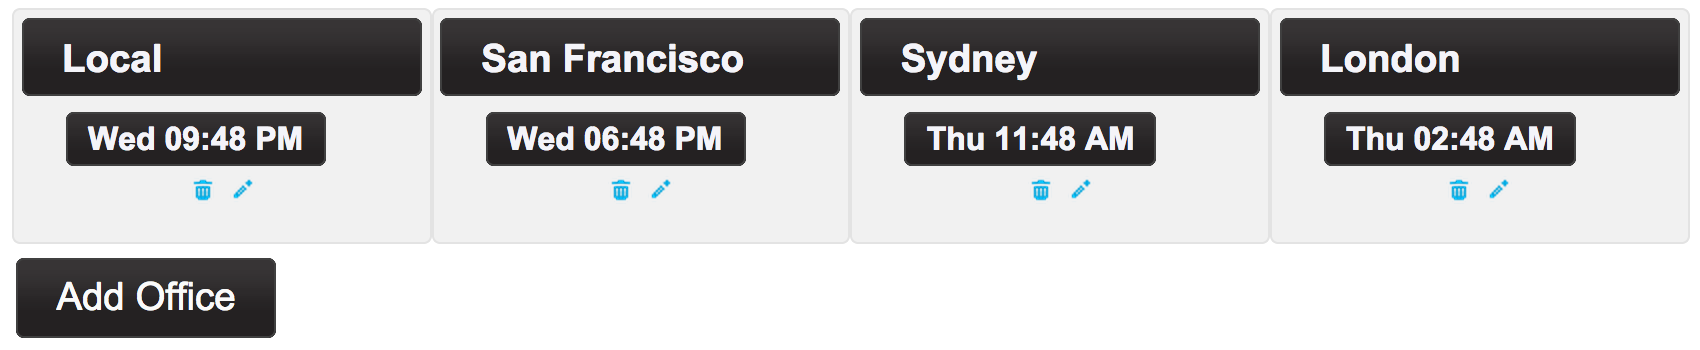 Local
San Francisco
Sydney
London
Wed 09:48 PM
Wed 06:48 PM
Thu 11:48 AM
Thu 02:48 AM
Add Office